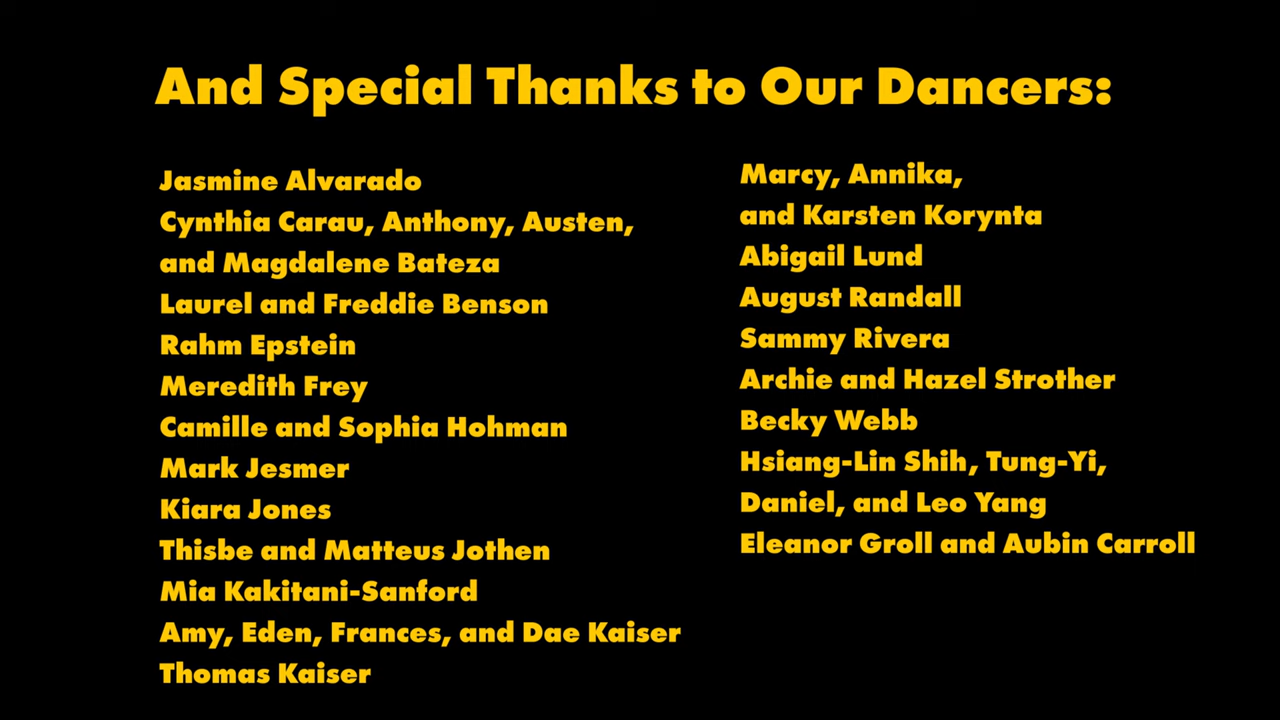 And Special Thanks to Our Dancers:
Jasmine Alvarado
Cynthia Carau, Anthony, Austen,
and Magdalene Bateza
Laurel and Freddie Benson
Rahm Epstein
Meredith Frey
Camille and Sophia Hohman
Mark Jesmer
Kiara Jones
Thisbe and Matteus Jothen
Mia Kakitani-Sanford
Amy, Eden, Frances, and Dae Kaiser
Thomas Kaiser
Marcy, Annika,
and Karsten Korynta
Abigail Lund
August Randall
Sammy Rivera
Archie and Hazel Strother
Becky Webb
Hsiang-Lin Shih, Tung-Yi,
Daniel, and Leo Yang
Eleanor Groll and Aubin Carroll